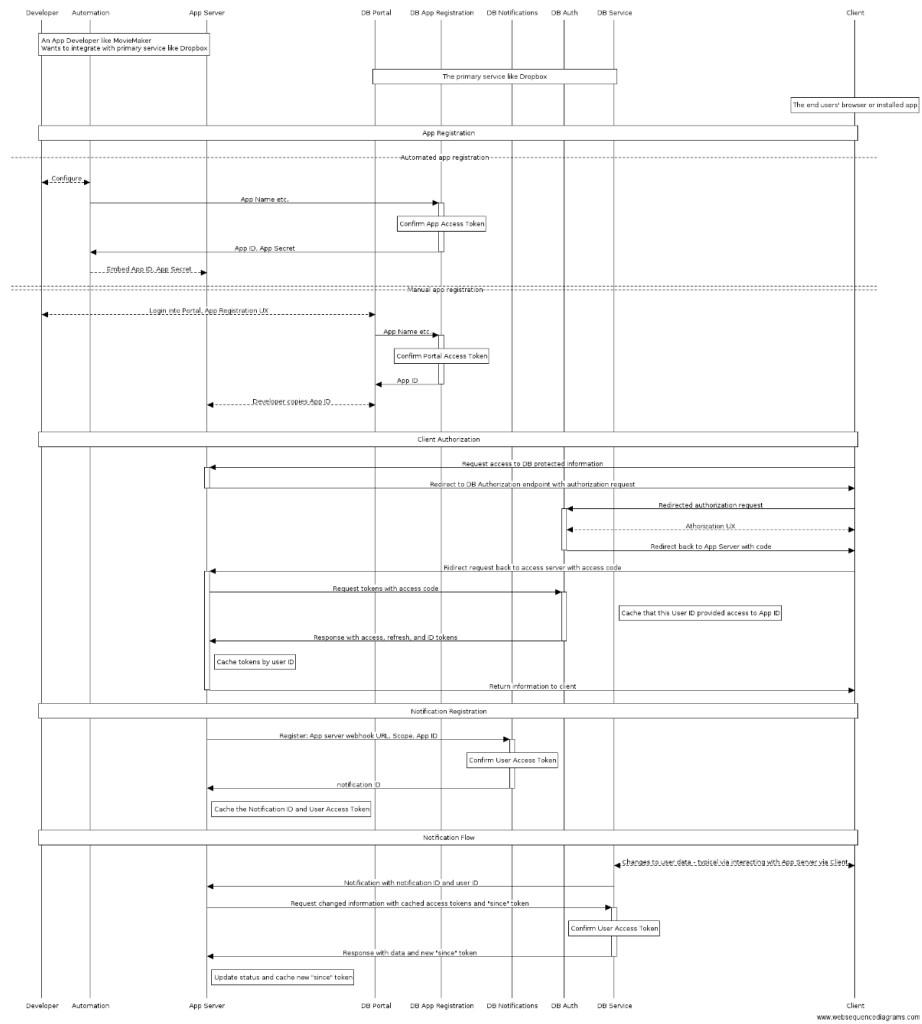 Developer Automation App Server DB Portal DB App Registration DB Notifications DB Auth DB Service Client
An App Developer like MovieMaker
Wants to integrate with primary service like Dropbox
The primary service like Dropbox
The end users' browser or installed app
App Registration
Automated app registration
Configure
App Name etc.
Confirm App Access Token
App ID, App Secret
Embed App ID, App Secret
Manual app registration
Login into Portal, App Registration UX
App Name etc.
Confirm Portal Access Token
App ID
Developer copies App ID
Client Authorization
Request access to DB protected information
Redirect to DB Authorization endpoint with authorization request
Redirected authorization request
Athorization UX
Redirect back to App Server with code
Ridirect request back to access server with access code
Request tokens with access code
Cache that this User ID provided access to App ID
Response with access, refresh, and ID tokens
Cache tokens by user ID
Return information to client
Notification Registration
Register: App server webhook URL, Scope, App ID
Confirm User Access Token
notification ID
Cache the Notification ID and User Access Token
Notification Flow
Changes to user data - typical via interacting with App Server via Client
Notification with notification ID and user ID
Request changed information with cached access tokens and "since" token
Confirm User Access Token
Response with data and new "since" token
Update status and cache new "since" token
Developer Automation App Server DB Portal DB App Registration DB Notifications DB Auth DB Service Client
www.websequencediagrams.com